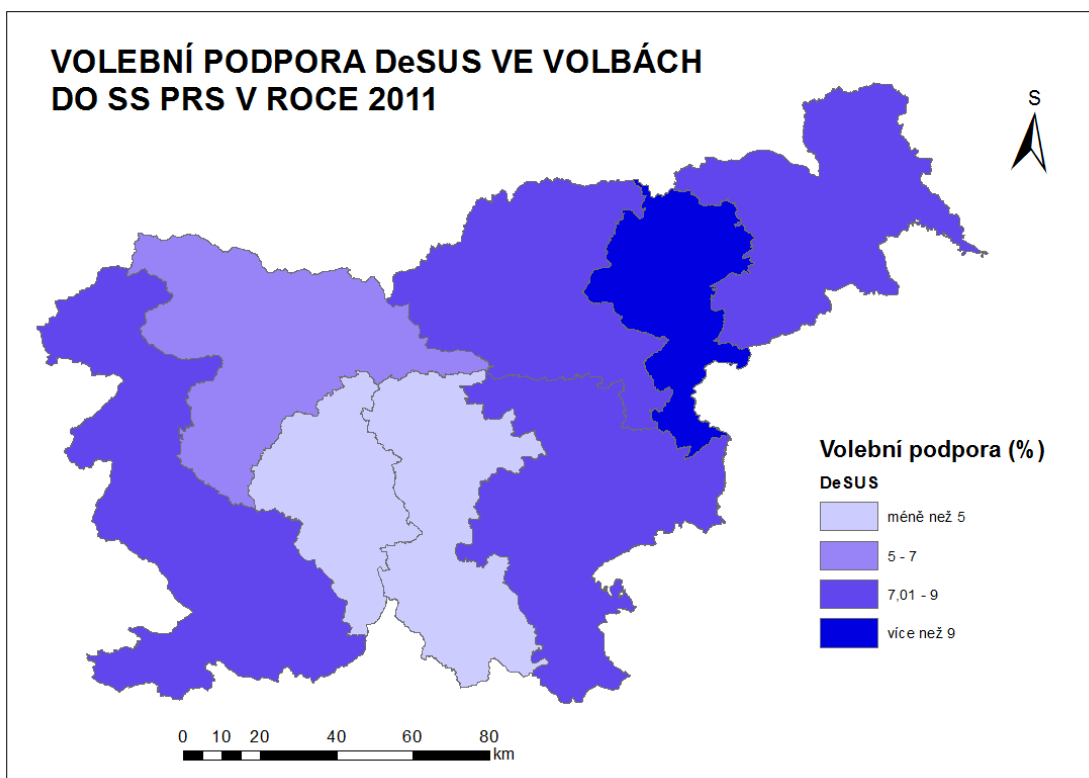 VOLEBNÍ PODPORA DeSUS VE VOLBÁCH
DO SS PRS V ROCE 2011
S
Volební podpora (%)
DeSUS
méně než 5
5 - 7
7,01 - 9
více než 9
0 10 20 40 60 80
km